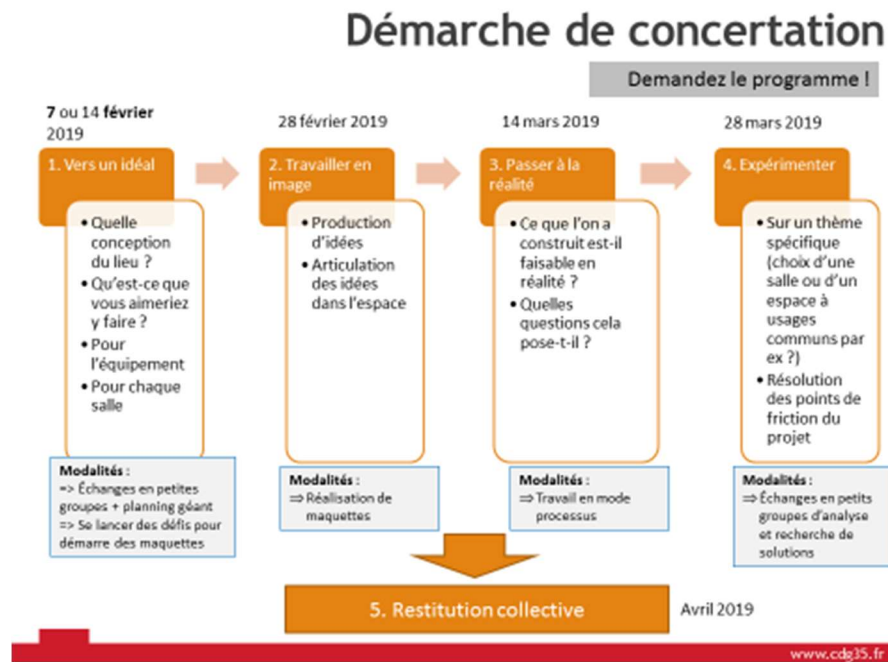 Démarche de concertation
Demandez le programme !
7 ou 14 février
2019
1. Vers un idéal
• Quelle
conception
du lieu ?
• Qu'est-ce que
vous aimeriez
y faire ?
• Pour
l'équipement
• Pour chaque
salle
Modalités :
=> Échanges en petites
groupes + planning géant
=> Se lancer des défis pour
démarre des maquettes
28 février 2019
2. Travailler en
image
• Production
d'idées
• Articulation
des idées
dans l'espace
Modalités :
⇒ Réalisation de
maquettes
14 mars 2019
3. Passer à la
réalité
• Ce que l'on a
construit est-il
faisable en
réalité ?
• Quelles
questions cela
pose-t-il ?
Modalités :
⇒ Travail en mode
processus
28 mars 2019
4. Expérimenter
• Sur un thème
spécifique
(choix d'une
salle ou d'un
espace à
usages
communs par
ex ?)
• Résolution
des points de
friction du
projet
Modalités :
⇒ Échanges en petits
groupes d'analyse
et recherche de
solutions
5. Restitution collective
Avril 2019
www.cdg35.fr